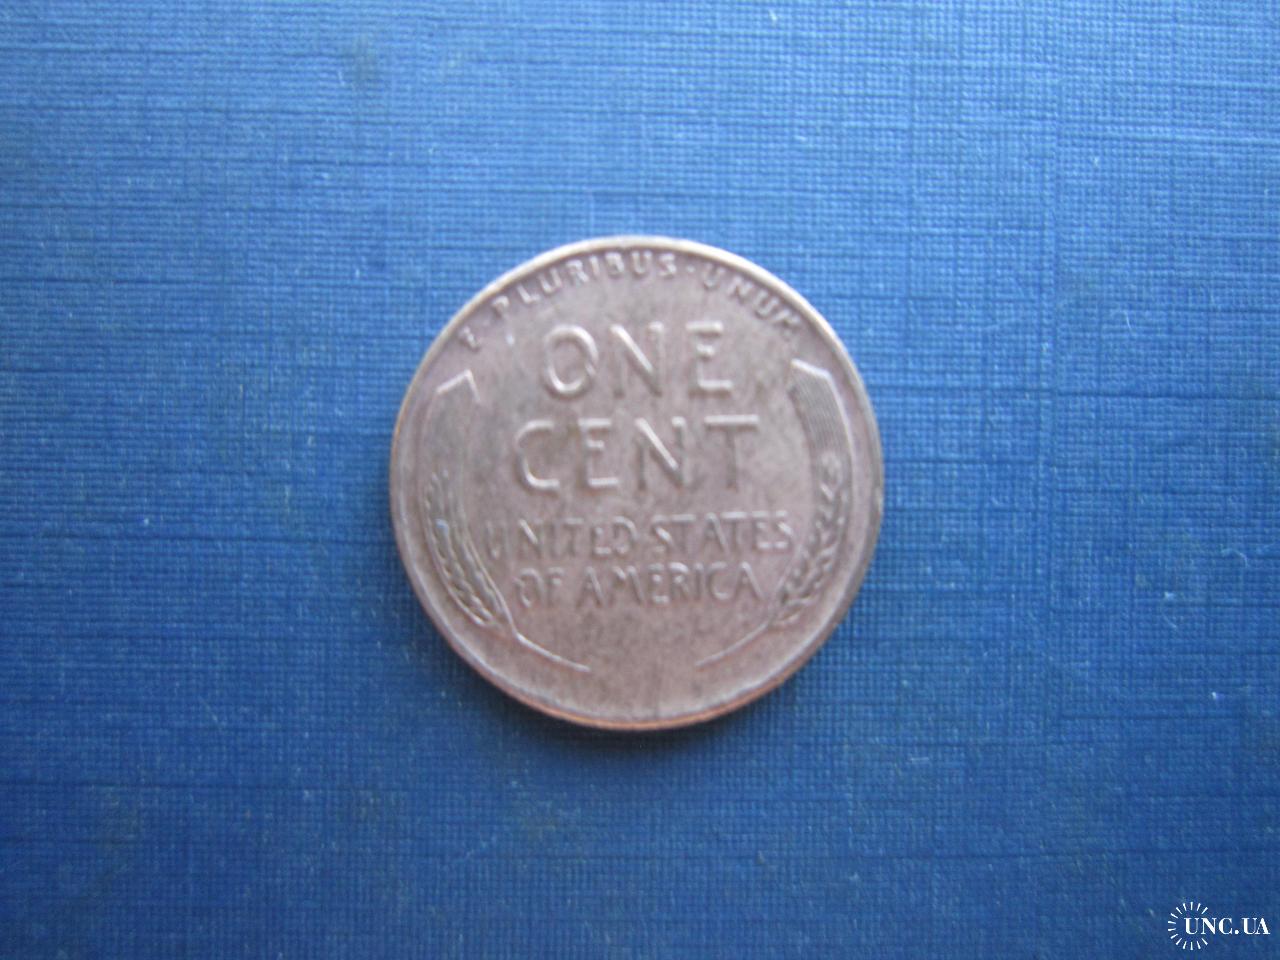 E·PLURIBUS·UNUM
ONE
CENT
UNITED STATES
OF AMERICA
UNC.UA